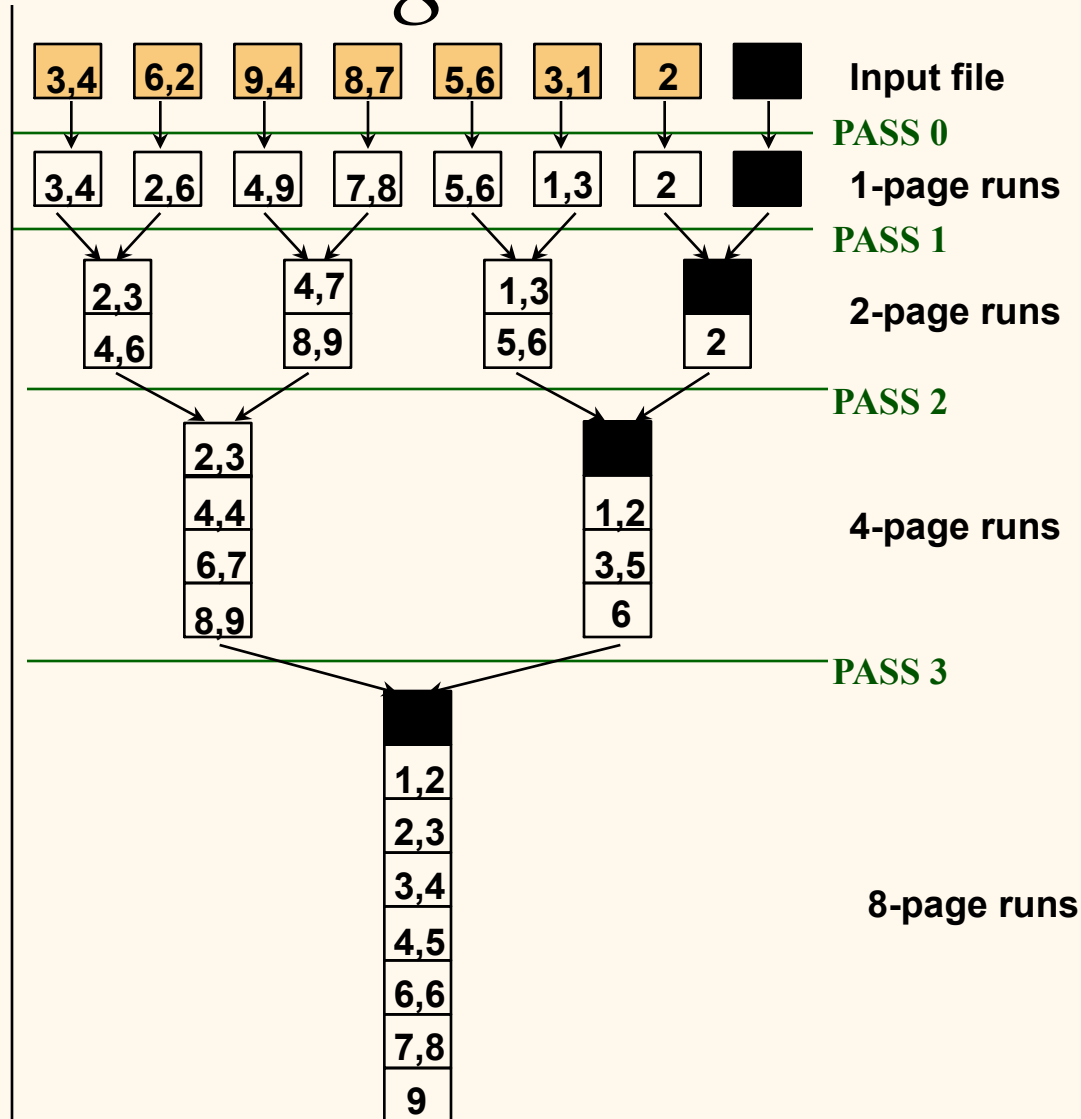 3,4 6,2 9,4 8,7 5,6 3,1 2 Input file
PASS 0
3,4 2,6 4,9 7,8 5,6 1,3 2 1-page runs
PASS 1
2,3 4,7 1,3
2-page runs
4,6 8,9 5,6 2
PASS 2
2,3
4,4 1,2
4-page runs
6,7 3,5
8,9 6
PASS 3
1,2
2,3
3,4
8-page runs
4,5
6,6
7,8
9